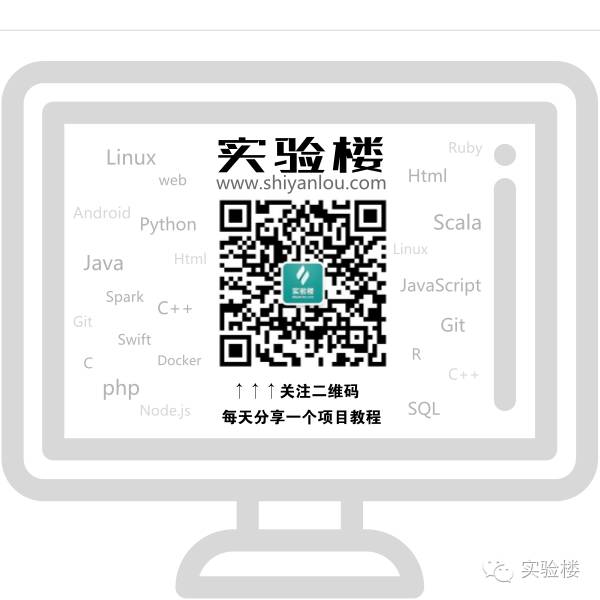 实验楼
www.shiyanlou.com
Linux
web
Android
Python
Java
Html
Spark
C++
Git
Swift
C
Docker
php
Node.js
Ruby
Html
Scala
Linux
JavaScript
Git
R
C++
SQL
实验楼
↑↑↑关注二维码
每天分享一个项目教程
实验楼